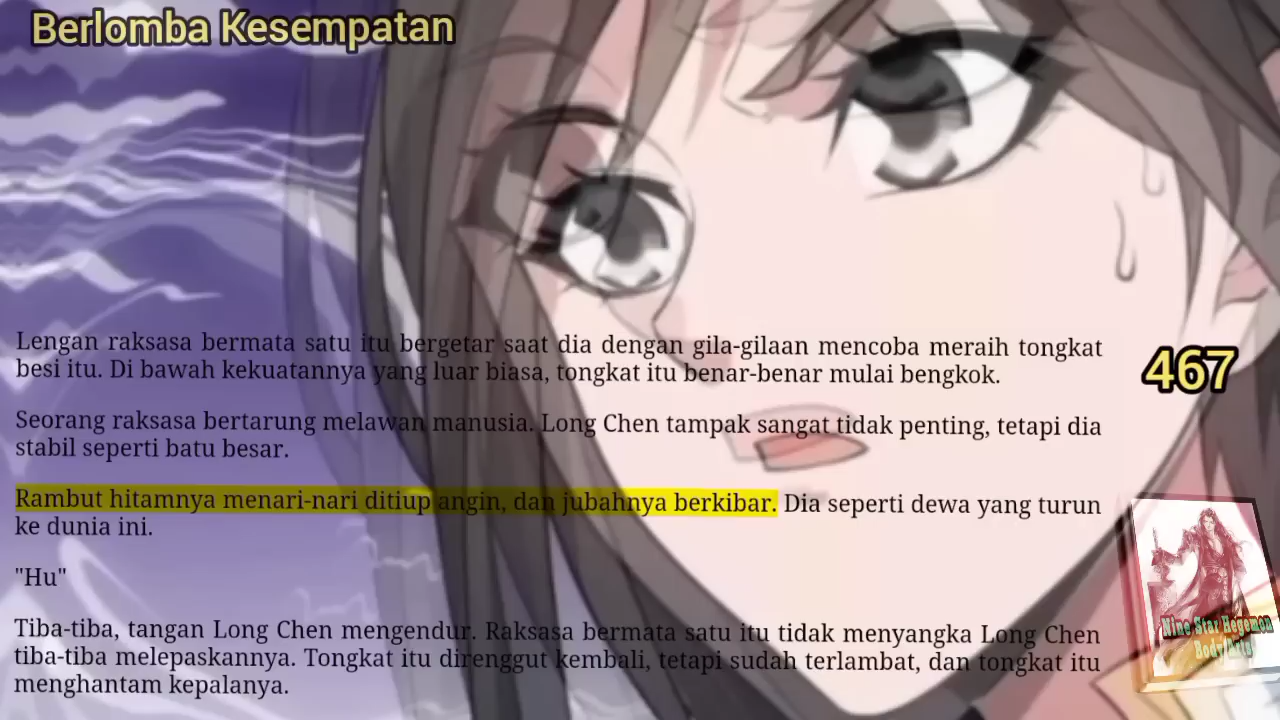 Berlomba Kesempatan
Lengan raksasa bermata satu itu bergetar saat dia dengan gila-gilaan mencoba meraih tongkat
besi itu. Di bawah kekuatannya yang luar biasa, tongkat itu benar-benar mulai bengkok.
467
Seorang raksasa bertarung melawan manusia. Long Chen tampak sangat tidak penting, tetapi dia
stabil seperti batu besar.
Rambut hitamnya menari-nari ditiup angin, dan jubahnya berkibar. Dia seperti dewa yang turun
ke dunia ini.
"Hu"
Tiba-tiba, tangan Long Chen mengendur. Raksasa bermata satu itu tidak menyangka Long Chen
tiba-tiba melepaskannya. Tongkat itu direnggut kembali, tetapi sudah terlambat, dan tongkat itu
menghantam kepalanya.
Nine Star Hegemon
Body Arts